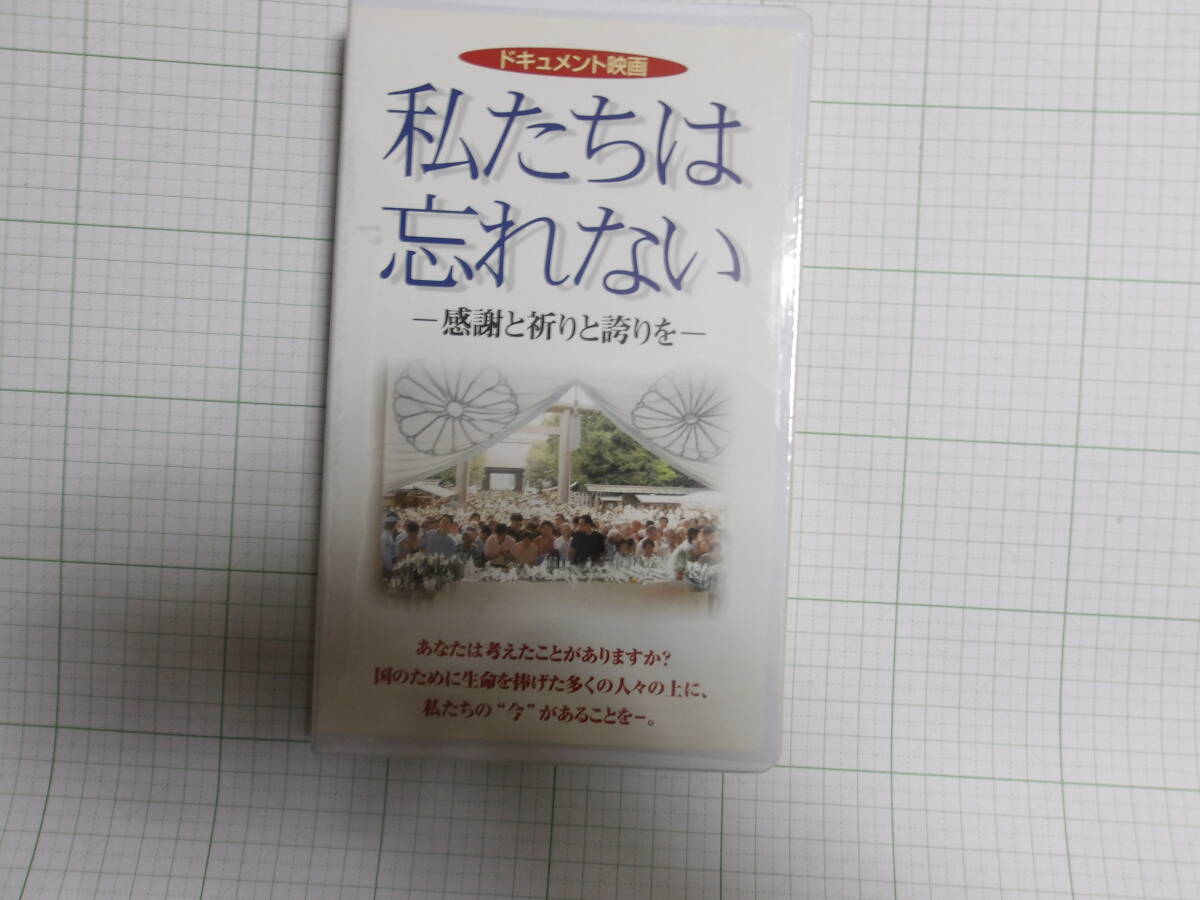 ドキュメント映画
私たちは
忘れない
―感謝と祈りと誇りを―
あなたは考えたことがありますか?
国のために生命を捧げた多くの人々の上に、
私たちの“今”があることを―。